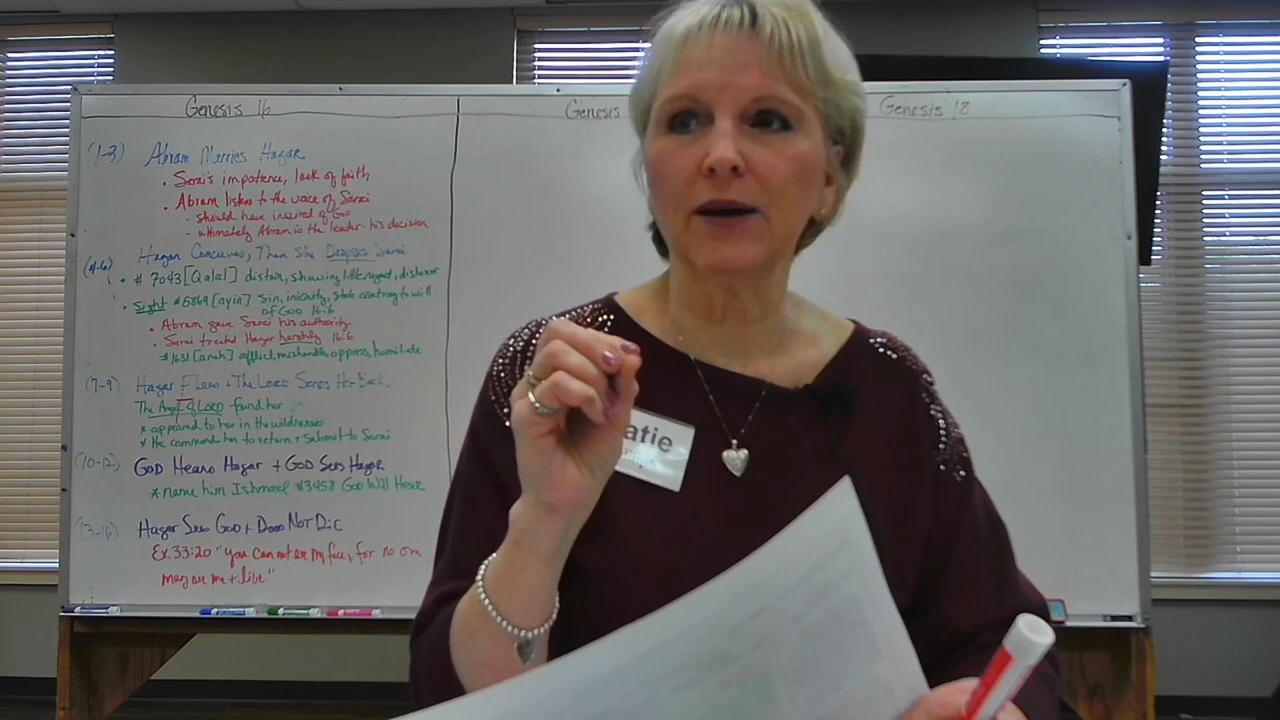 Genesis 16
Genesis
Genesis 18
(1-3) Abram Marries Hagar
• Sarai's impatience, lack of faith
• Abram listen to the voice of Sarai
- should have inquired of God
- ultimately Abram is the leader - his decision
(4-6) Hagar Conceives, Then She Despises Sarai
• # 7043 [Qalal] distain, showing little regard, dishonor
• Sight #5869 [ayin] sin, iniquity, state contrary to will
of GOD 16:6
• Abram gave Sarai his authority
• Sarai treated Hagar harshly 16:6
#1631 [anah] afflict, mishandle, oppress, humiliate
(7-9) Hagar Flees + The LORD Sends Her Back
The Angel of LORD found her
* appeared to her in the wilderness
* He command her to return + submit to Sarai
(10-12) GOD Hears Hagar + GOD Sees Hagar
* name him Ishmael #3458 God Will Hear
Hagar Sees God + Does NOT Die
Ex. 33:20 "you can not see my face, for no one
may see me + live"
atie